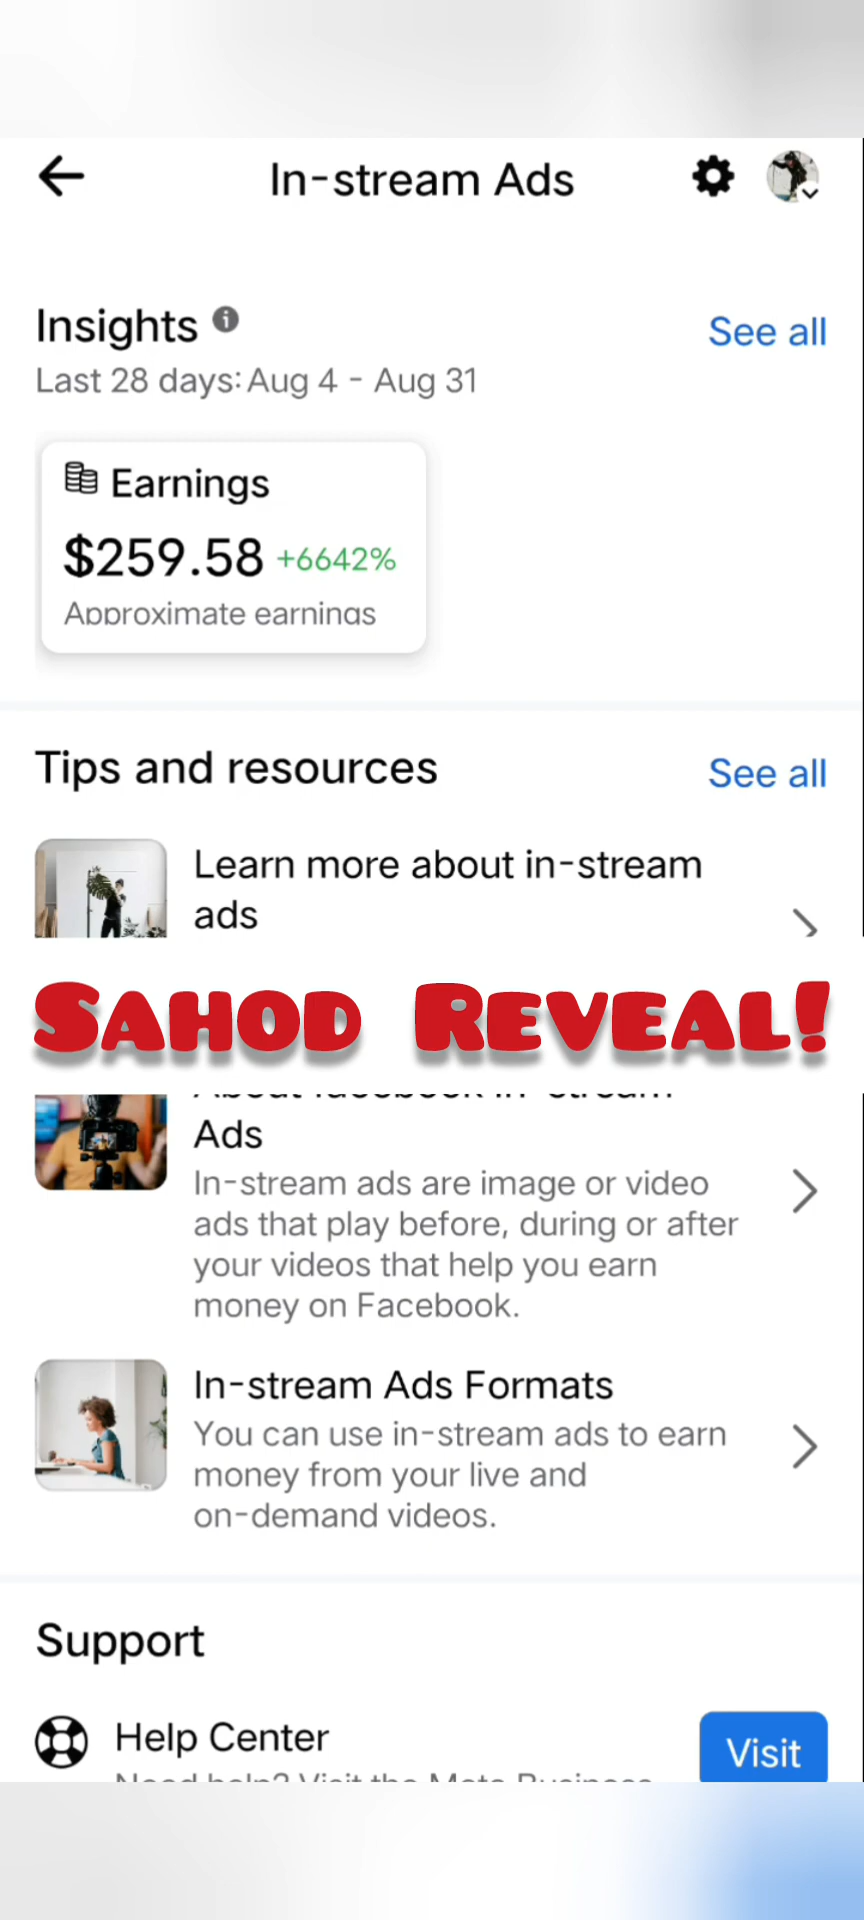 In-stream Ads
Insights
See all
Last 28 days: Aug 4 - Aug 31
Earnings
$259.58 +6642%
Approximate earnings
Tips and resources
See all
Learn more about in-stream
ads
SAHOD REVEAL!
Ads
In-stream ads are image or video
ads that play before, during or after
your videos that help you earn
money on Facebook.
In-stream Ads Formats
You can use in-stream ads to earn
money from your live and
on-demand videos.
Support
Help Center
Visit